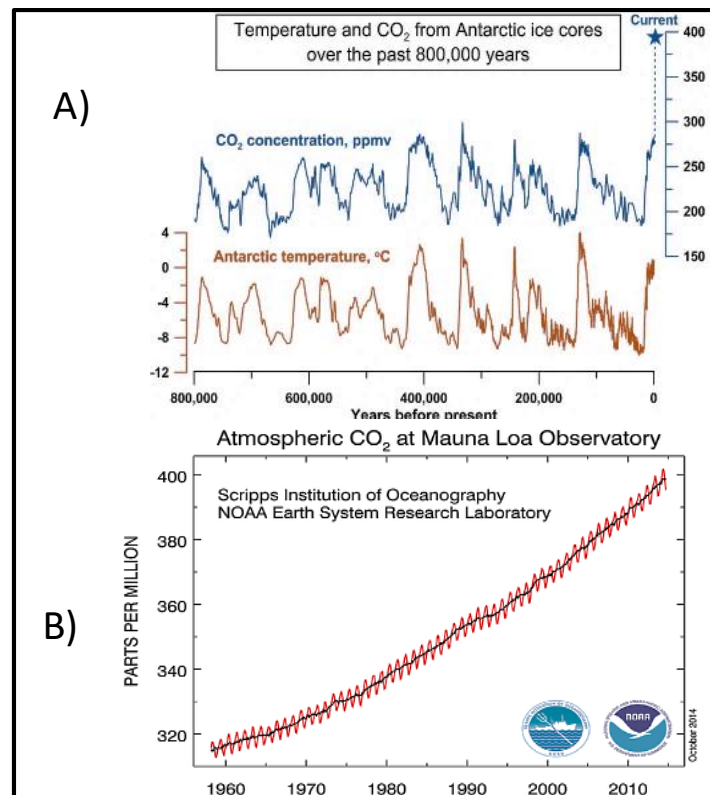 Temperature and CO₂ from Antarctic ice cores
over the past 800,000 years
Current
400
350
300
250
200
150
A)
CO₂ concentration, ppmv
Antarctic temperature, °C
4
0
-4
-8
-12
800,000 600,000 400,000 200,000 0
Years before present
Atmospheric CO₂ at Mauna Loa Observatory
Scripps Institution of Oceanography
NOAA Earth System Research Laboratory
B)
PARTS PER MILLION
400
380
360
340
320
1960 1970 1980 1990 2000 2010
NOAA
October 2014